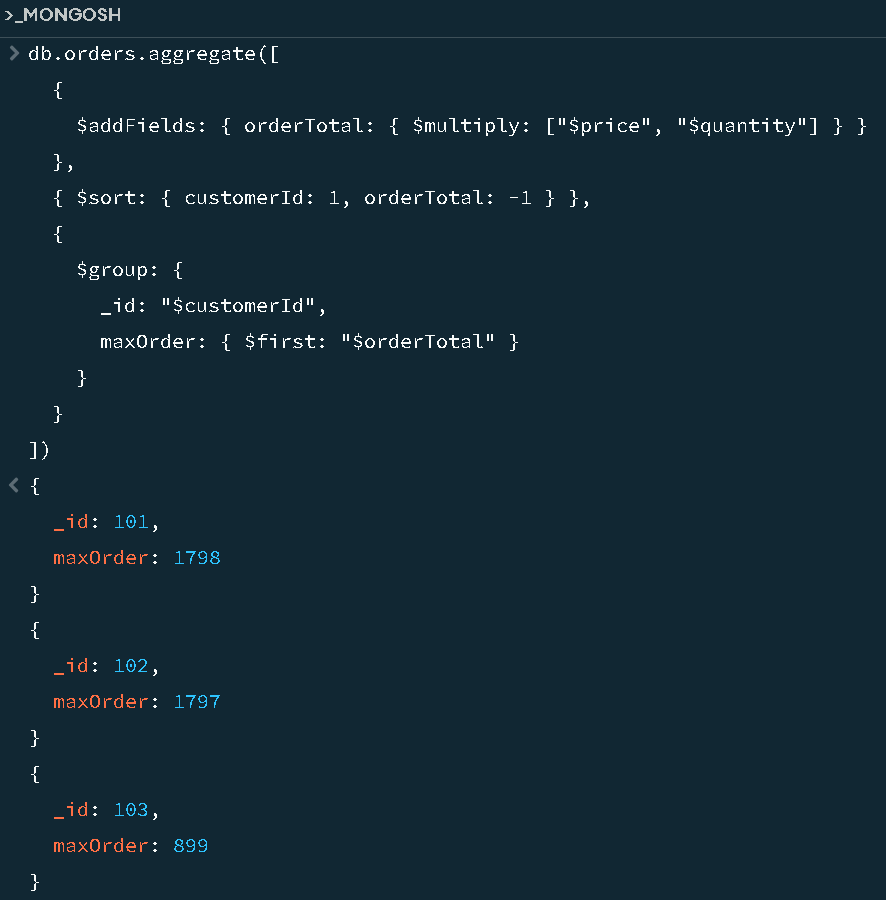 >_MONGOSH
> db.orders.aggregate([
{
$addFields: { orderTotal: { $multiply: ["$price", "$quantity"] } }
},
{ $sort: { customerId: 1, orderTotal: -1 } },
{
$group: {
_id: "$customerId",
maxOrder: { $first: "$orderTotal" }
}
}
])
< {
_id: 101,
maxOrder: 1798
}
{
_id: 102,
maxOrder: 1797
}
{
_id: 103,
maxOrder: 899
}